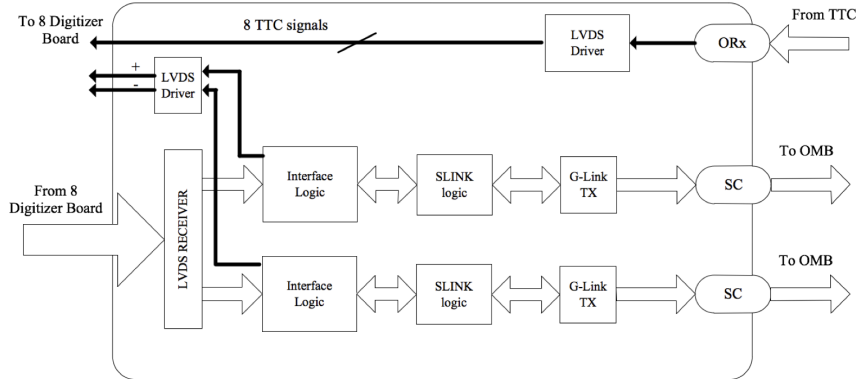 To 8 Digitizer
Board
8 TTC signals
LVDS
Driver
ORx
From TTC
+
-
LVDS
Driver
From 8
Digitizer Board
LVDS RECEIVER
Interface
Logic
SLINK
logic
G-Link
TX
SC
To OMB
Interface
Logic
SLINK
logic
G-Link
TX
SC
To OMB